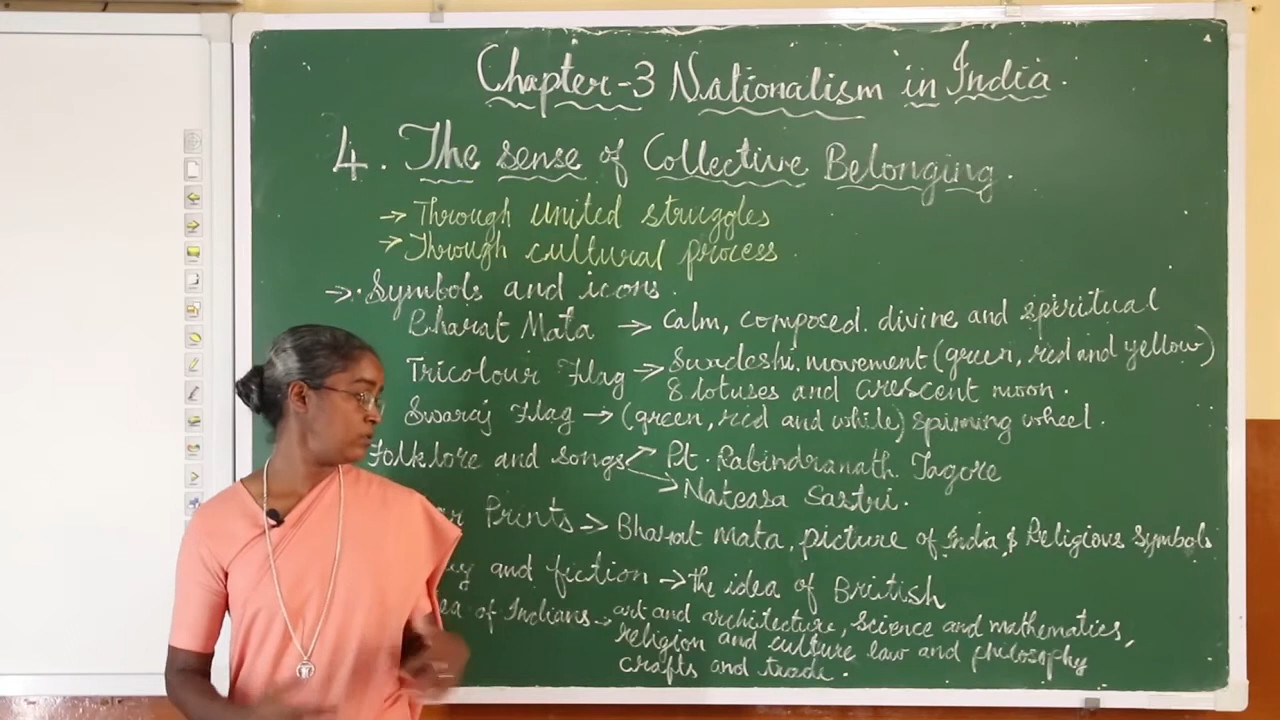 Chapter-3 Nationalism in India.
4. The sense of Collective Belonging.
→ Through united struggles
→ Through cultural process.
→ . Symbols and icons.
Bharat Mata → Calm, composed. divine and spiritual
Tricolour Flag → Swadeshi movement (green, red and yellow)
8 lotuses and crescent moon.
Swaraj Flag → (green, red and white) spinning wheel.
Folklore and songs → Pt. Rabindranath Tagore
→ Nateasa Sastri.
Prints → Bharat Mata, picture of India, & Religious Symbols.
and fiction → the idea of British
of Indians → art and architecture, science and mathematics,
religion and culture law and philosophy
crafts and trade.